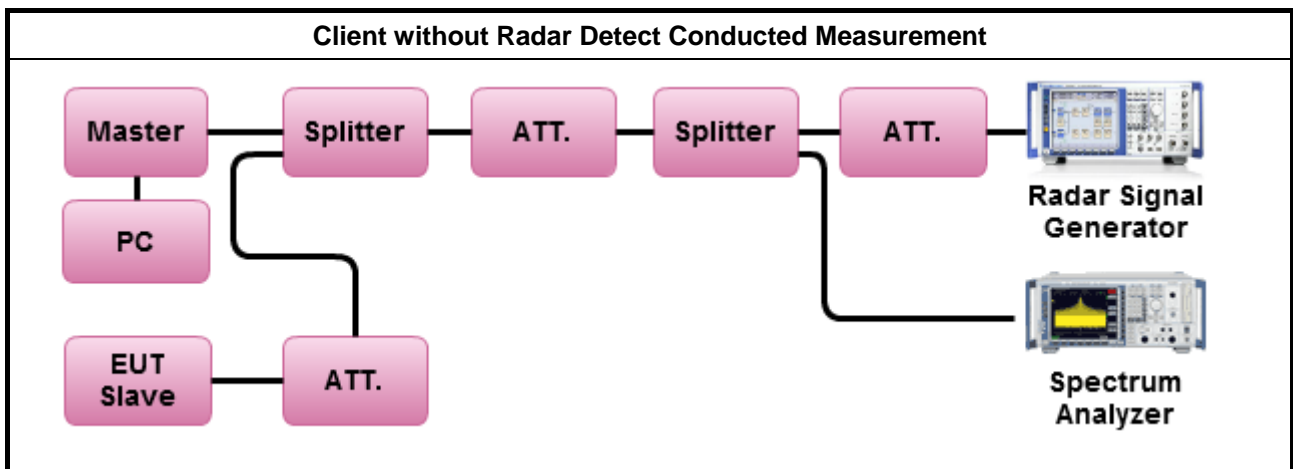 Client without Radar Detect Conducted Measurement
Master
Splitter
ATT.
Splitter
ATT.
Radar Signal
Generator
PC
EUT
Slave
ATT.
Spectrum
Analyzer